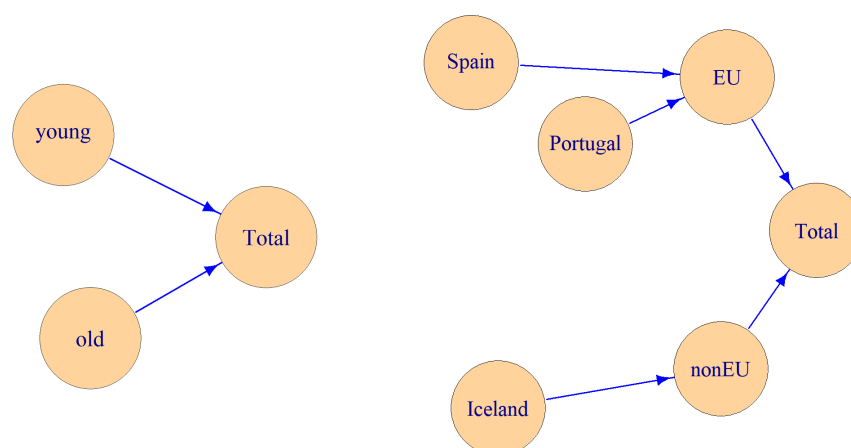 young
Total
old
Spain
EU
Portugal
Total
nonEU
Iceland